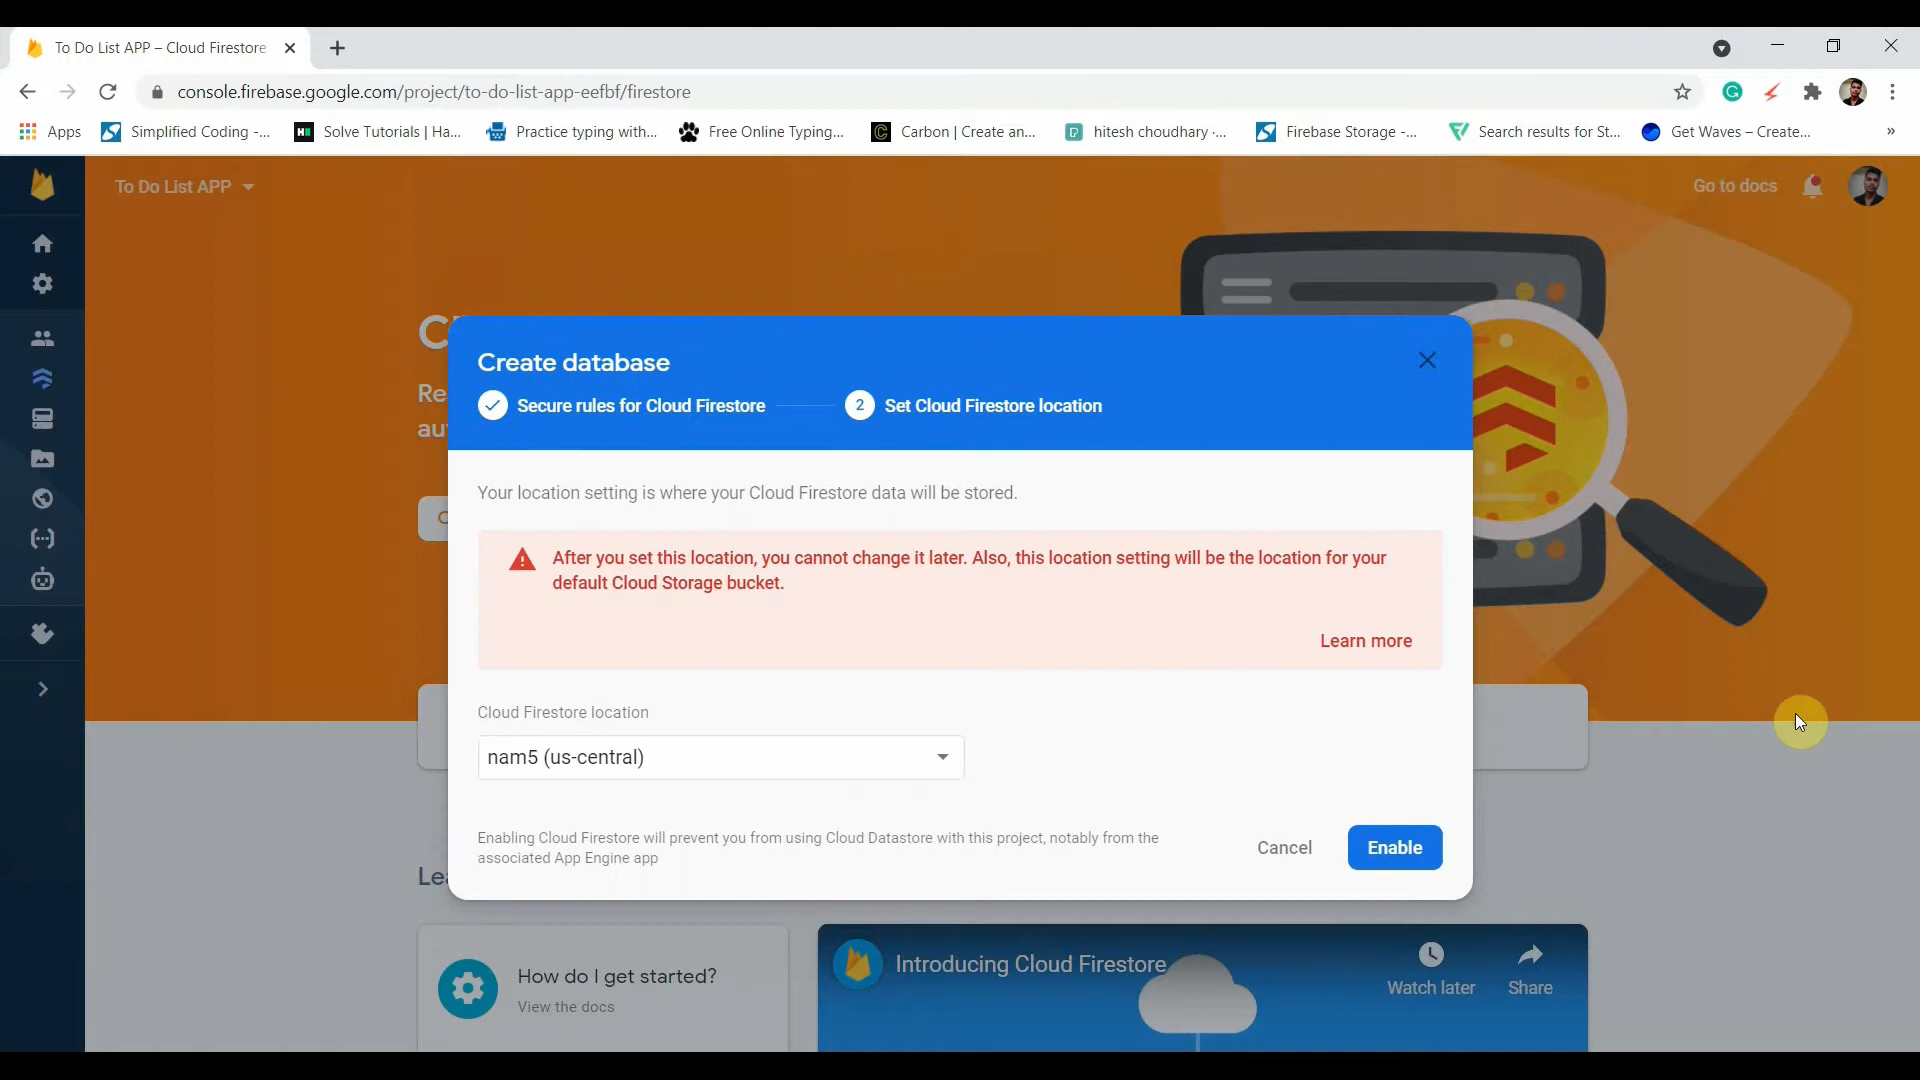 To Do List APP – Cloud Firestore
console.firebase.google.com/project/to-do-list-app-eefbf/firestore
Apps
Simplified Coding -...
Solve Tutorials | Ha...
Practice typing with...
Free Online Typing...
Carbon | Create an...
hitesh choudhary -...
Firebase Storage -...
Search results for St...
Get Waves – Create...
»
To Do List APP
Go to docs
Create database
Secure rules for Cloud Firestore
2 Set Cloud Firestore location
Your location setting is where your Cloud Firestore data will be stored.
After you set this location, you cannot change it later. Also, this location setting will be the location for your
default Cloud Storage bucket.
Learn more
Cloud Firestore location
nam5 (us-central)
Enabling Cloud Firestore will prevent you from using Cloud Datastore with this project, notably from the
associated App Engine app
Cancel
Enable
How do I get started?
View the docs
Introducing Cloud Firestore
Watch later
Share